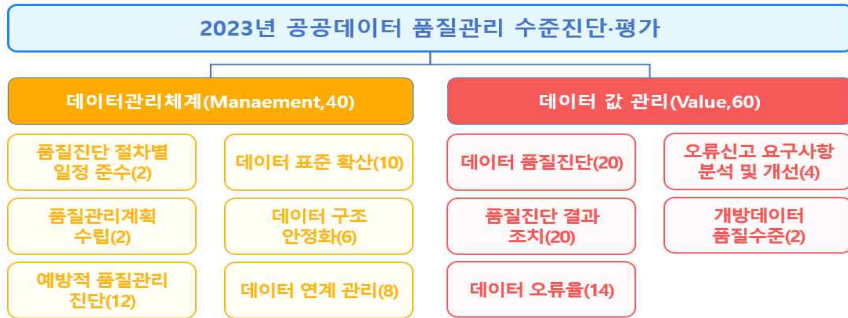 2023년 공공데이터 품질관리 수준진단·평가
데이터관리체계(Manaement,40)
품질진단 절차별
일정 준수(2)
품질관리계획
수립(2)
예방적 품질관리
진단(12)
데이터 표준 확산(10)
데이터 구조
안정화(6)
데이터 연계 관리(8)
데이터 값 관리(Value,60)
데이터 품질진단(20)
품질진단 결과
조치(20)
데이터 오류율(14)
오류신고 요구사항
분석 및 개선(4)
개방데이터
품질수준(2)